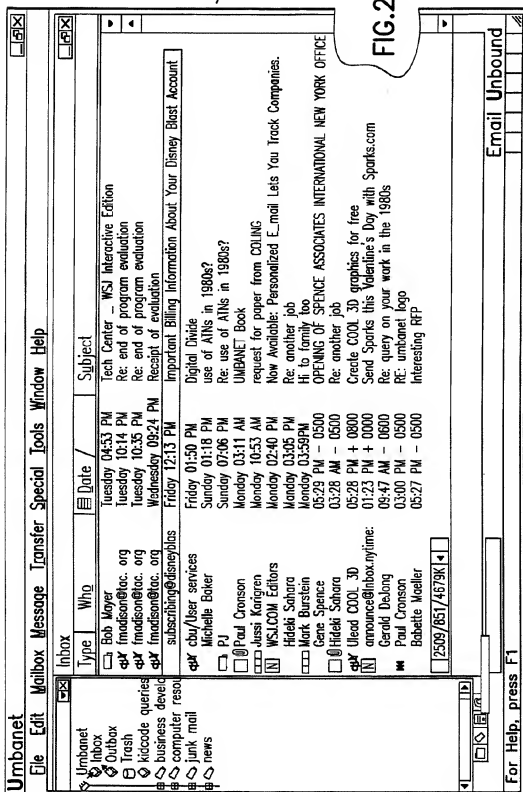 Umbanet
File Edit Mailbox Message Transfer Special Tools Window Help
Inbox
Type Who Date / Subject
Umbanet
Inbox
Outbox
Trash
kidcode queries
business develo
computer resou
junk mail
news
Bob Mayer Tuesday 04:53 PM Tech Center _ WSJ Interactive Edition
fmadison@tac. org Tuesday 10:14 PM Re: end of program evaluation
fmadison@tac. org Tuesday 10:35 PM Re: end of program evaluation
fmadison@tac. org Wednesday 09:24 PM Receipt of evaluation
subscribing@disneyblas Friday 12:13 PM Important Billing Information About Your Disney Blast Account
cbu/User services Friday 01:50 PM Digital Divide
Michelle Baker Sunday 01:18 PM use of ATNs in 1980s?
PJ Sunday 07:06 PM Re: use of ATNs in 1980s?
Paul Cronson Monday 03:11 AM UMBANET Book
Jussi Karlgren Monday 10:53 AM request for paper from COLING
N WSJ.COM Editors Monday 02:40 PM Now Available: Personalized E_mail Lets You Track Companies.
Hideki Sahara Monday 03:05 PM Re: another job
Mark Burstein Monday 03:59PM Hi to family too
Gene Spence 05:29 PM - 0500 OPENING OF SPENCE ASSOCIATES INTERNATIONAL NEW YORK OFFICE
Hideki Sahara 03:28 AM - 0500 Re: another job
Ulead COOL 3D 05:28 PM + 0800 Create COOL 3D graphics for free
N announce@Inbox.nytime: 01:23 PM + 0000 Send Sparks this Valentine's Day with Sparks.com
Gerald DeJong 09:47 AM - 0600 Re: query on your work in the 1980s
Paul Cronson 03:00 PM - 0500 RE: umbanet logo
Babette Moeller 05:27 PM - 0500 Interesting RFP
2509/851/4679K
FIG.2
Email Unbound
For Help, press F1